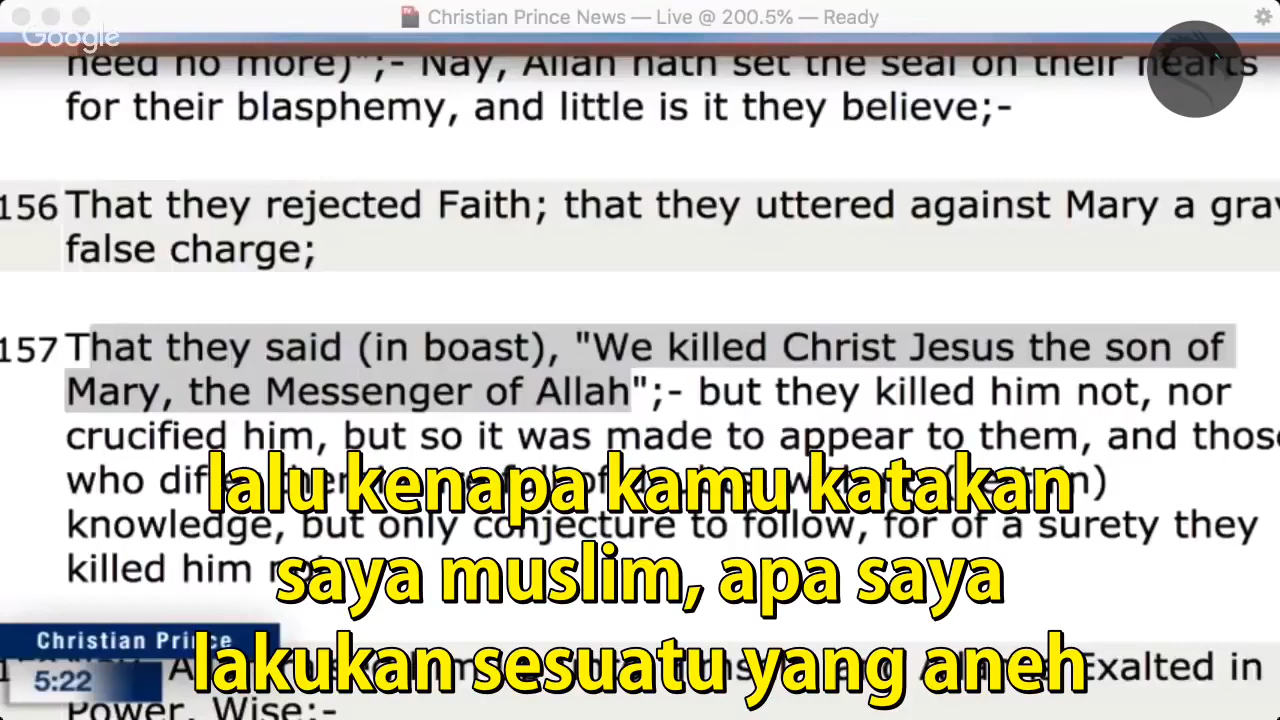 Christian Prince News — Live @ 200.5% — Ready
Google
need no more)";- Nay, Allah hath set the seal on their hearts
for their blasphemy, and little is it they believe;-
156 That they rejected Faith; that they uttered against Mary a grav
false charge;
157 That they said (in boast), "We killed Christ Jesus the son of
Mary, the Messenger of Allah";- but they killed him not, nor
crucified him, but so it was made to appear to them, and those
who
knowledge, but only conjecture to follow, for of a surety they
killed him
lalu kenapa kamu katakan
saya muslim, apa saya
lakukan sesuatu yang aneh
Christian Prince
5:22
Exalted in
Power, Wise;-